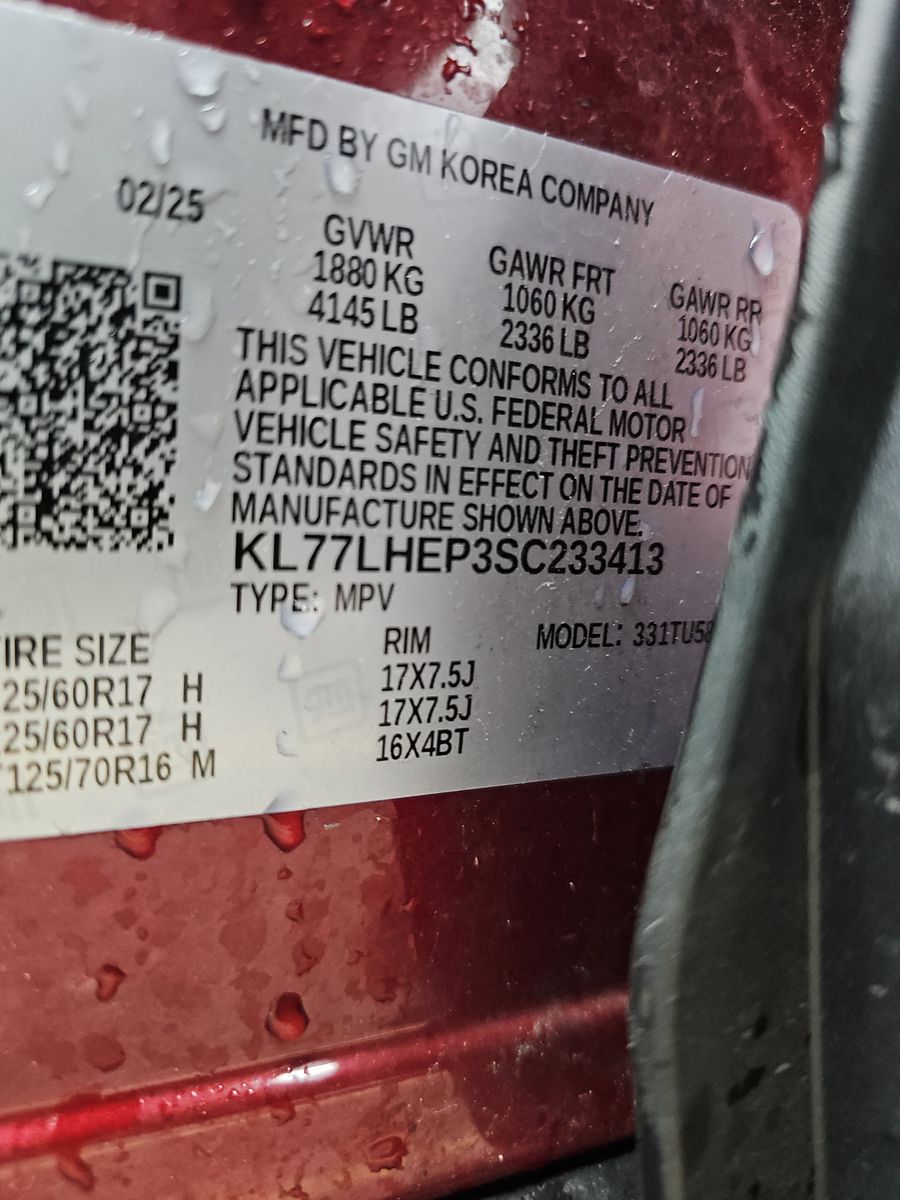 MFD BY GM KOREA COMPANY
02/25
GVWR GAWR FRT GAWR RR
1880 KG 1060 KG 1060 KG
4145 LB 2336 LB 2336 LB
THIS VEHICLE CONFORMS TO ALL
APPLICABLE U.S. FEDERAL MOTOR
VEHICLE SAFETY AND THEFT PREVENTION
STANDARDS IN EFFECT ON THE DATE OF
MANUFACTURE SHOWN ABOVE.
KL77LHEP3SC233413
TYPE: MPV MODEL: 331TU58
IRE SIZE RIM
25/60R17 H 17X7.5J
25/60R17 H 17X7.5J
T125/70R16 M 16X4BT